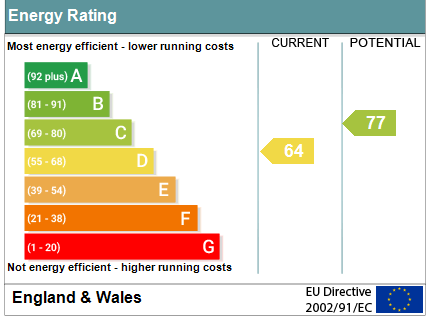 Energy Rating
Most energy efficient - lower running costs
CURRENT
POTENTIAL
(92 plus) A
(81 - 91) B
(69 - 80) C
(55 - 68) D
(39 - 54) E
(21 - 38) F
(1 - 20) G
64
77
Not energy efficient - higher running costs
England & Wales
EU Directive
2002/91/EC